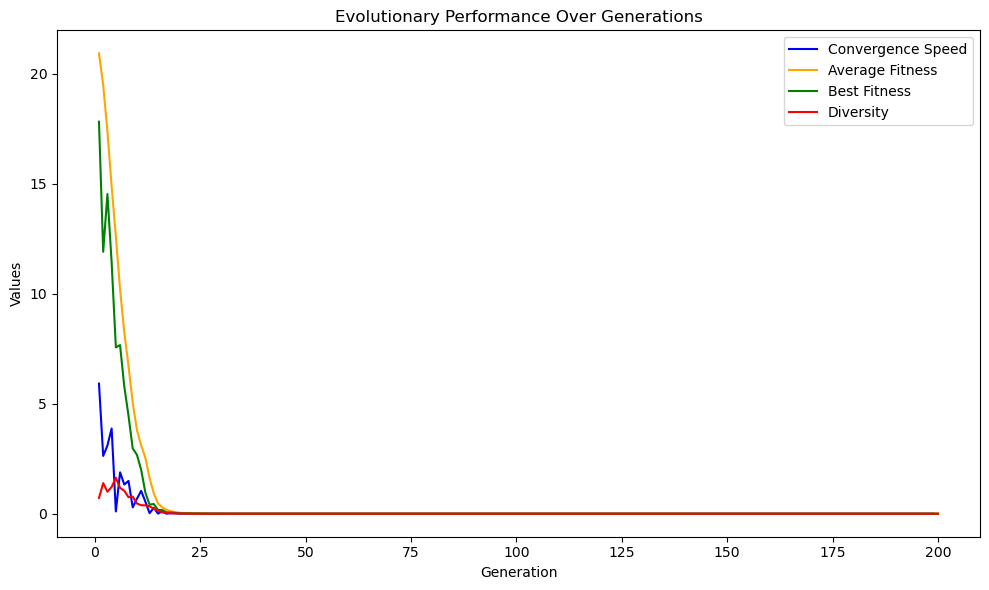 Evolutionary Performance Over Generations
Convergence Speed
Average Fitness
Best Fitness
Diversity
Values
20
15
10
5
0
0 25 50 75 100 125 150 175 200
Generation